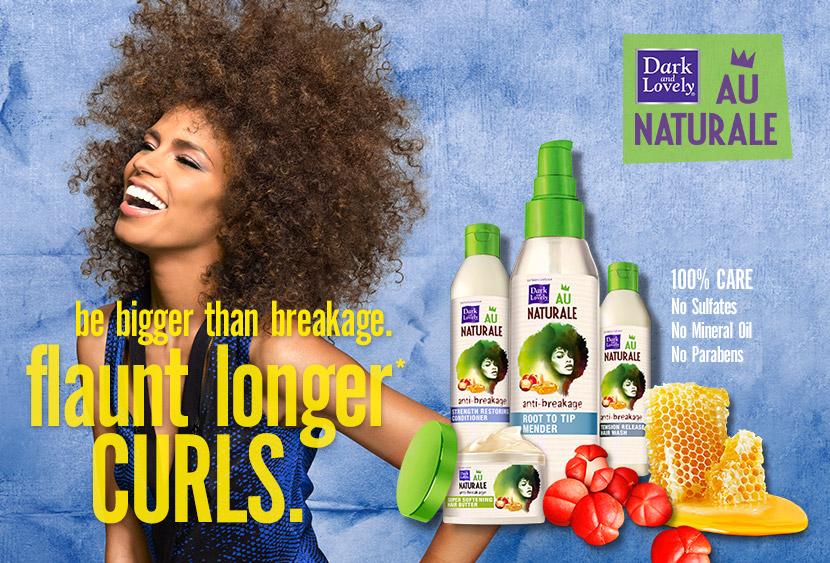 Dark
and
Lovely
AU
NATURALE
be bigger than breakage.
flaunt longer*
CURLS.
100% CARE
No Sulfates
No Mineral Oil
No Parabens
Dark
and
Lovely
AU
NATURALE
anti-breakage
STRENGTH RESTORING
CONDITIONER
Dark
and
Lovely
AU
NATURALE
anti-breakage
ROOT TO TIP
MENDER
Dark
and
Lovely
AU
NATURALE
anti-breakage
TENSION RELEASE
HAIR WASH
Dark
and
Lovely
AU
NATURALE
anti-breakage
SUPER SOFTENING
HAIR BUTTER